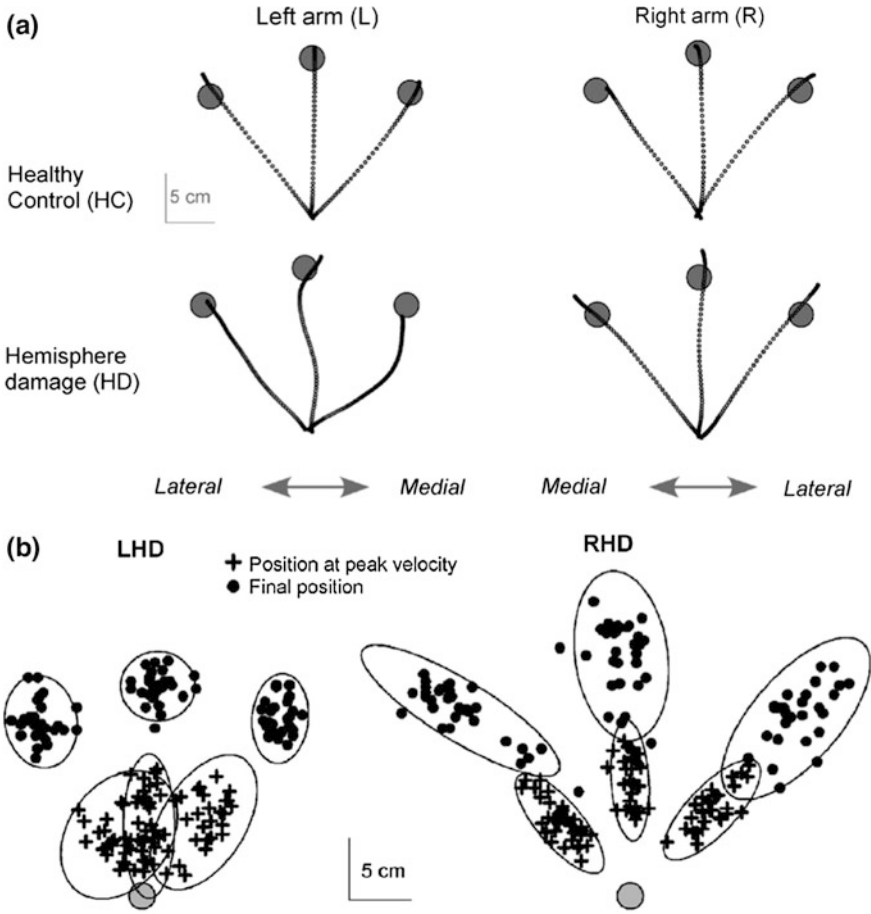 (a)
Left arm (L)
Right arm (R)
Healthy
Control (HC)
5 cm
Hemisphere
damage (HD)
Lateral
Medial
Medial
Lateral
(b)
LHD
RHD
Position at peak velocity
Final position
5 cm